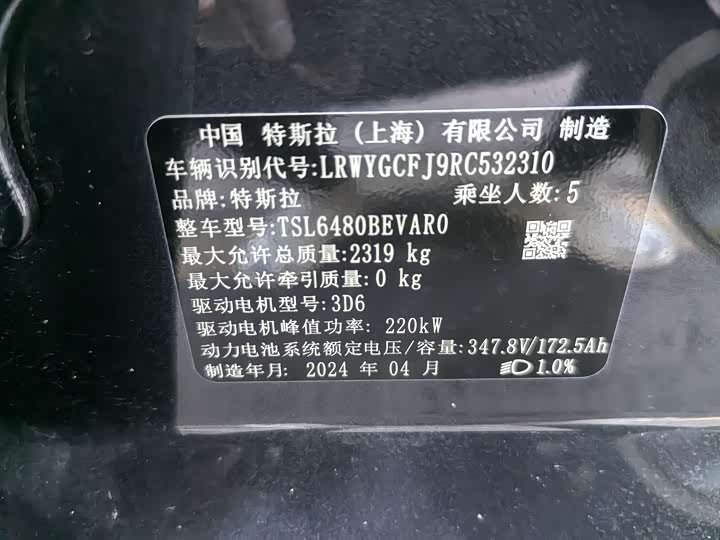 中国 特斯拉(上海)有限公司 制造
车辆识别代号:LRWYGCFJ9RC532310
品牌:特斯拉 乘坐人数:5
整车型号:TSL6480BEVAR0
最大允许总质量:2319 kg
最大允许牵引质量:0 kg
驱动电机型号:3D6
驱动电机峰值功率: 220kW
动力电池系统额定电压/容量:347.8V/172.5Ah
制造年月: 2024 年 04 月 1.0%